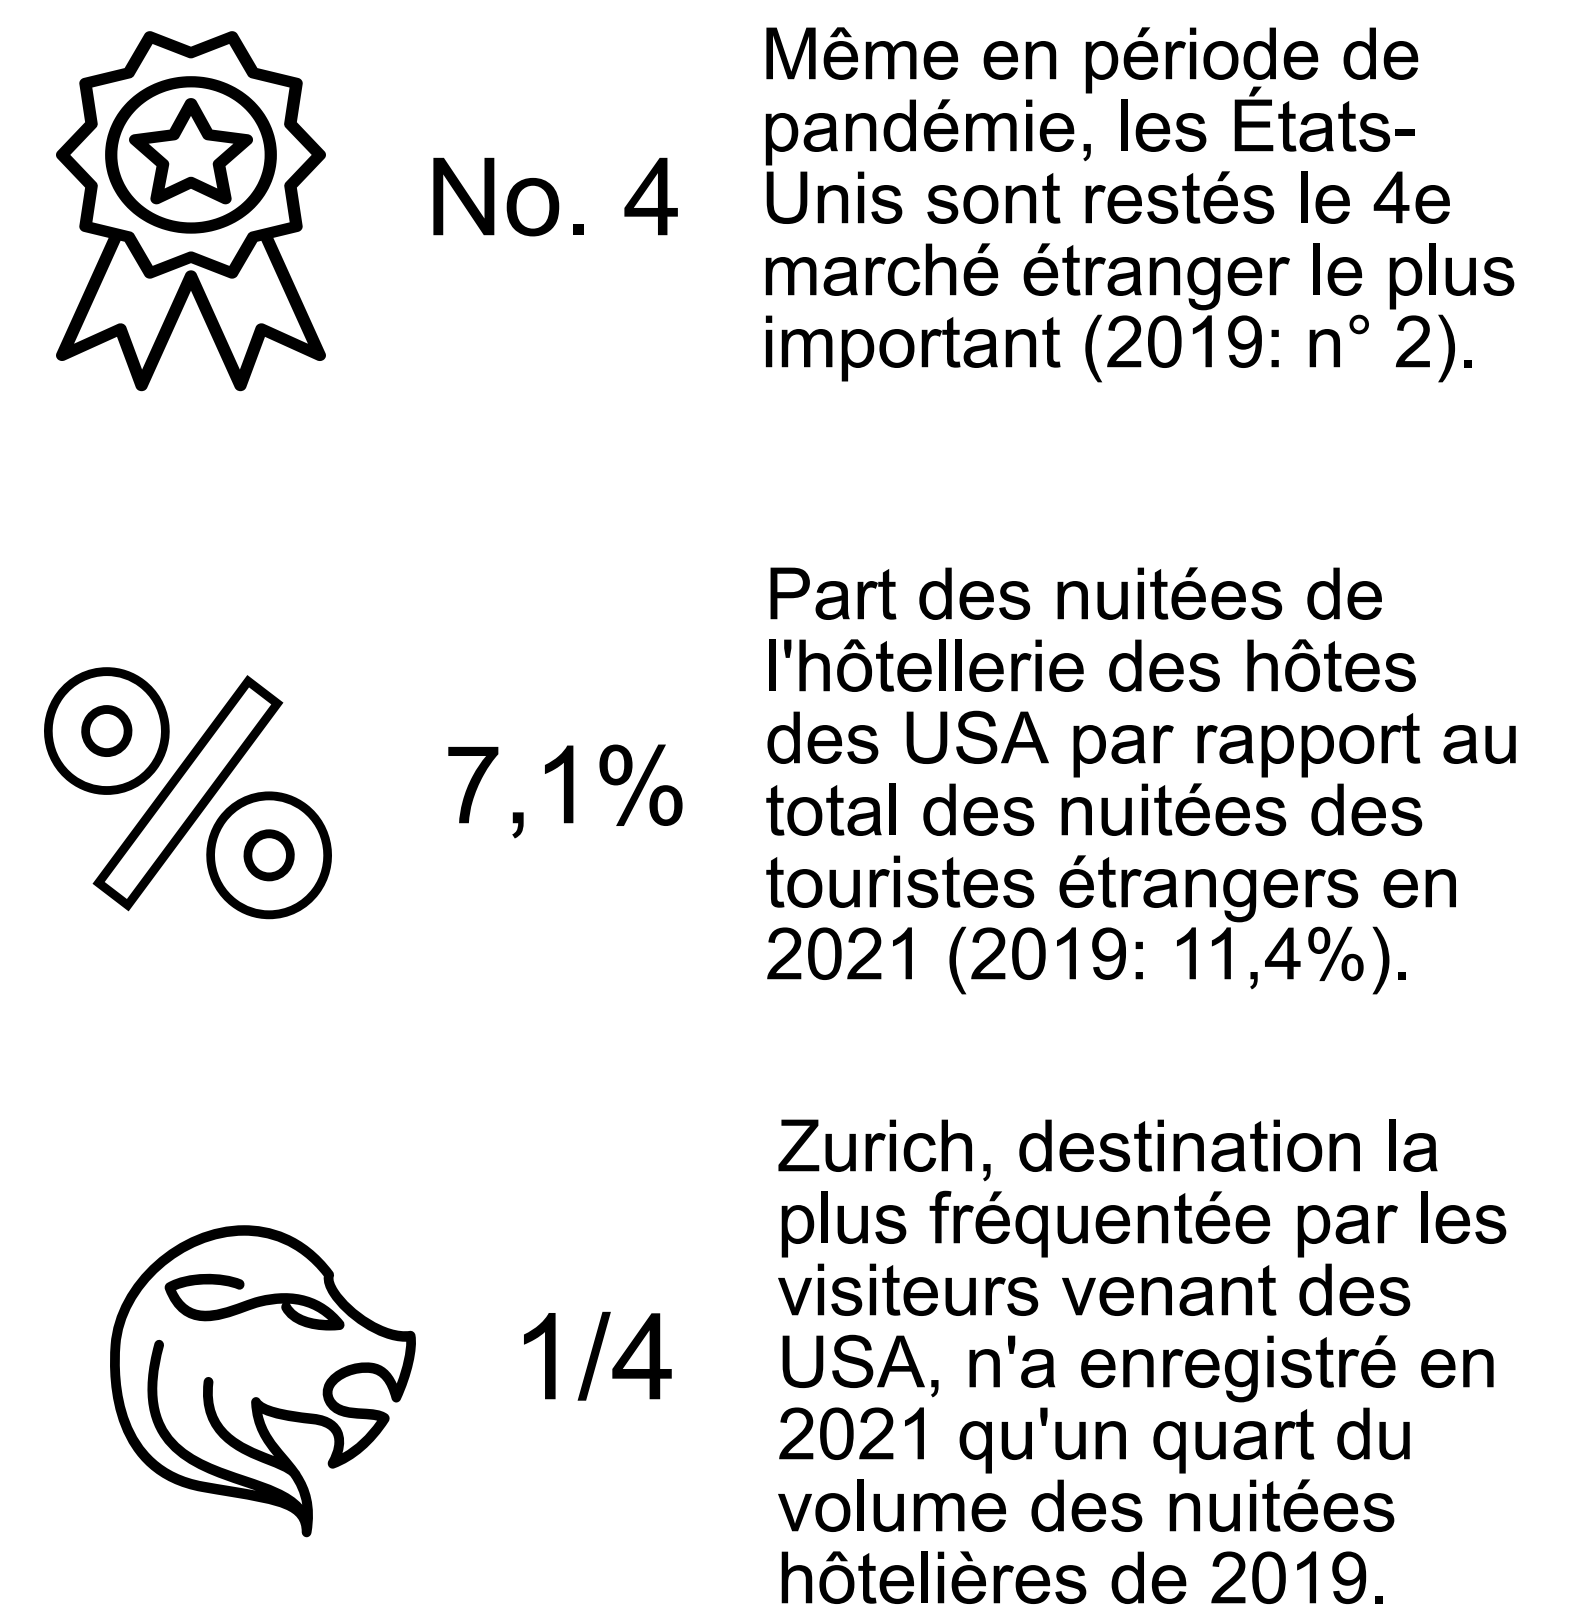 No. 4
Même en période de
pandémie, les États-
Unis sont restés le 4e
marché étranger le plus
important (2019: n° 2).
7,1%
Part des nuitées de
l'hôtellerie des hôtes
des USA par rapport au
total des nuitées des
touristes étrangers en
2021 (2019: 11,4%).
1/4
Zurich, destination la
plus fréquentée par les
visiteurs venant des
USA, n'a enregistré en
2021 qu'un quart du
volume des nuitées
hôtelières de 2019.